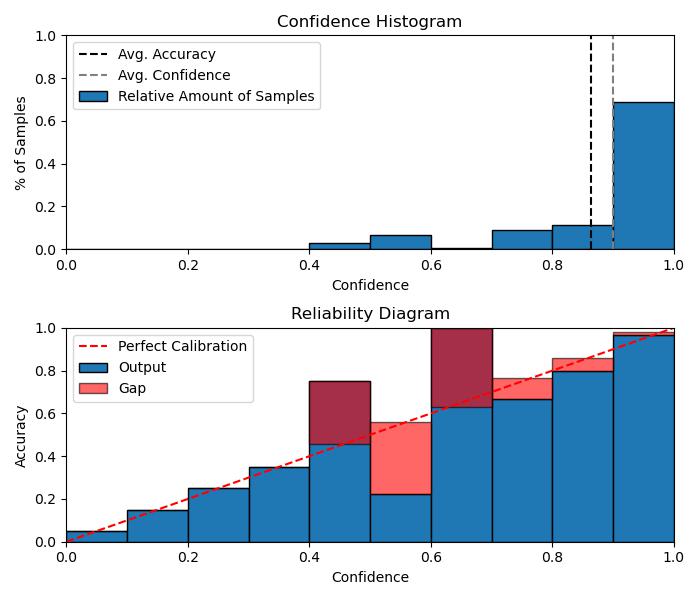 Confidence Histogram
1.0
0.8
0.6
0.4
0.2
0.0
% of Samples
Avg. Accuracy
Avg. Confidence
Relative Amount of Samples
0.0 0.2 0.4 0.6 0.8 1.0
Confidence
Reliability Diagram
1.0
0.8
0.6
0.4
0.2
0.0
Accuracy
Perfect Calibration
Output
Gap
0.0 0.2 0.4 0.6 0.8 1.0
Confidence